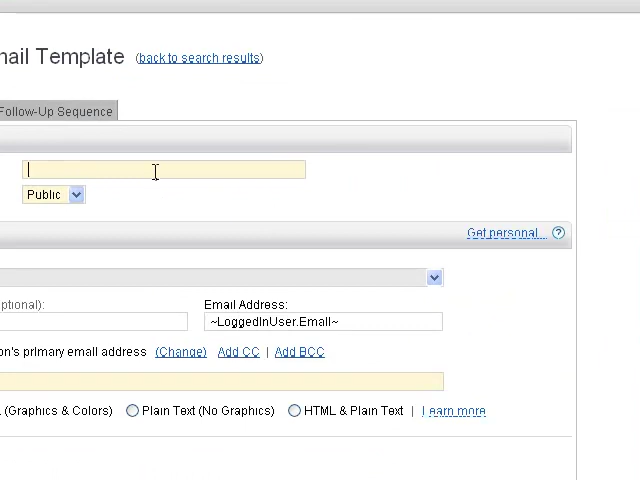 nail Template (back to search results)
Follow-Up Sequence
Public
Get personal... ?
ptional): Email Address:
~LoggedInUser.Email~
on's primary email address (Change) Add CC | Add BCC
(Graphics & Colors) Plain Text (No Graphics) HTML & Plain Text | Learn more